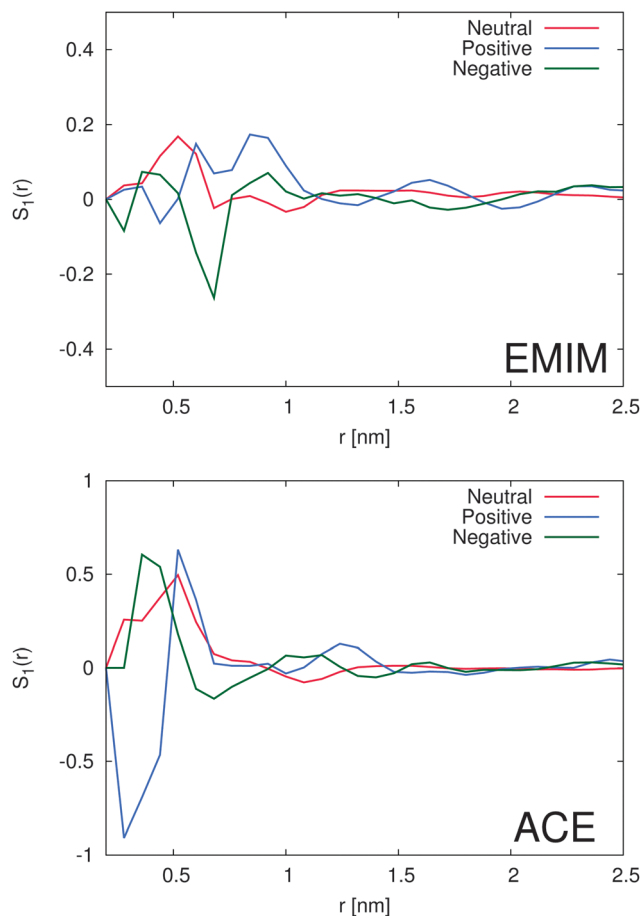 0.4
0.2
0
-0.2
-0.4
S1(r)
Neutral
Positive
Negative
EMIM
0.5
1
1.5
2
2.5
r [nm]
1
0.5
0
-0.5
-1
S1(r)
Neutral
Positive
Negative
ACE
0.5
1
1.5
2
2.5
r [nm]